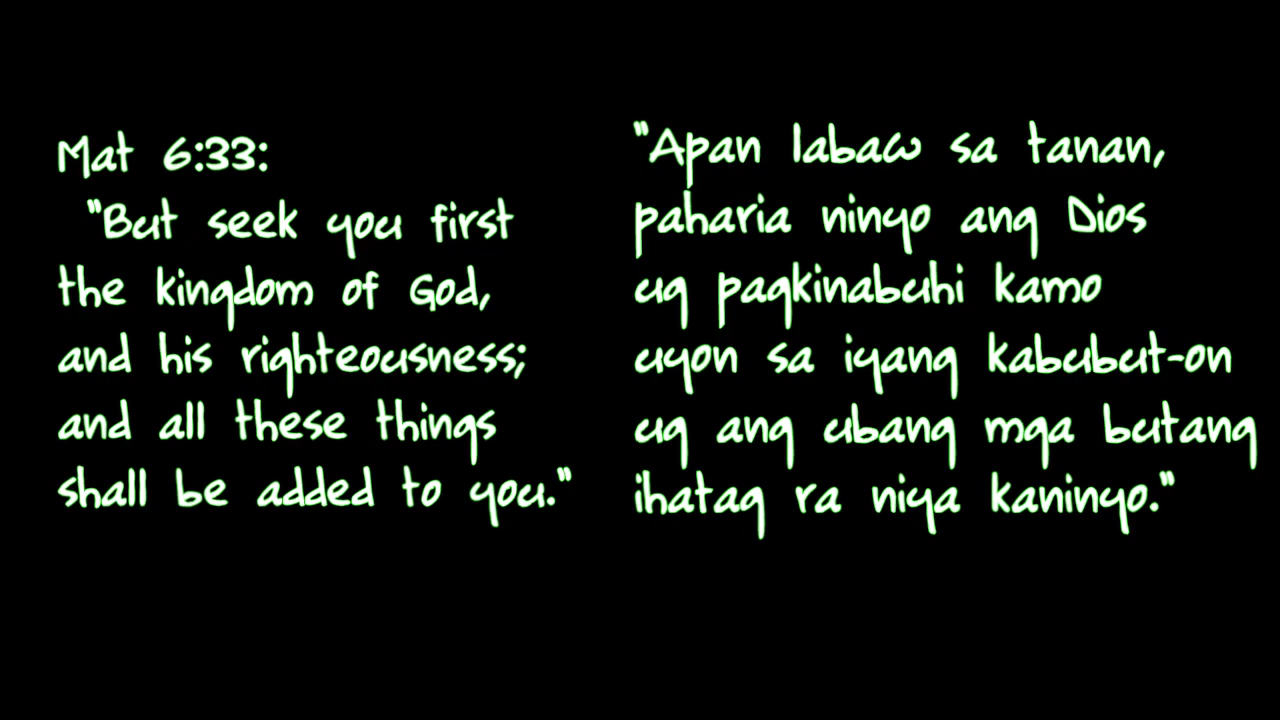 Mat 6:33:
"But seek you first
the kingdom of God,
and his righteousness;
and all these things
shall be added to you."
"Apan labaw sa tanan,
paharia ninyo ang Dios
ug pagkinabuhi kamo
uyon sa iyang kabubut-on
ug ang ubang mga butang
ihatag ra niya kaninyo."